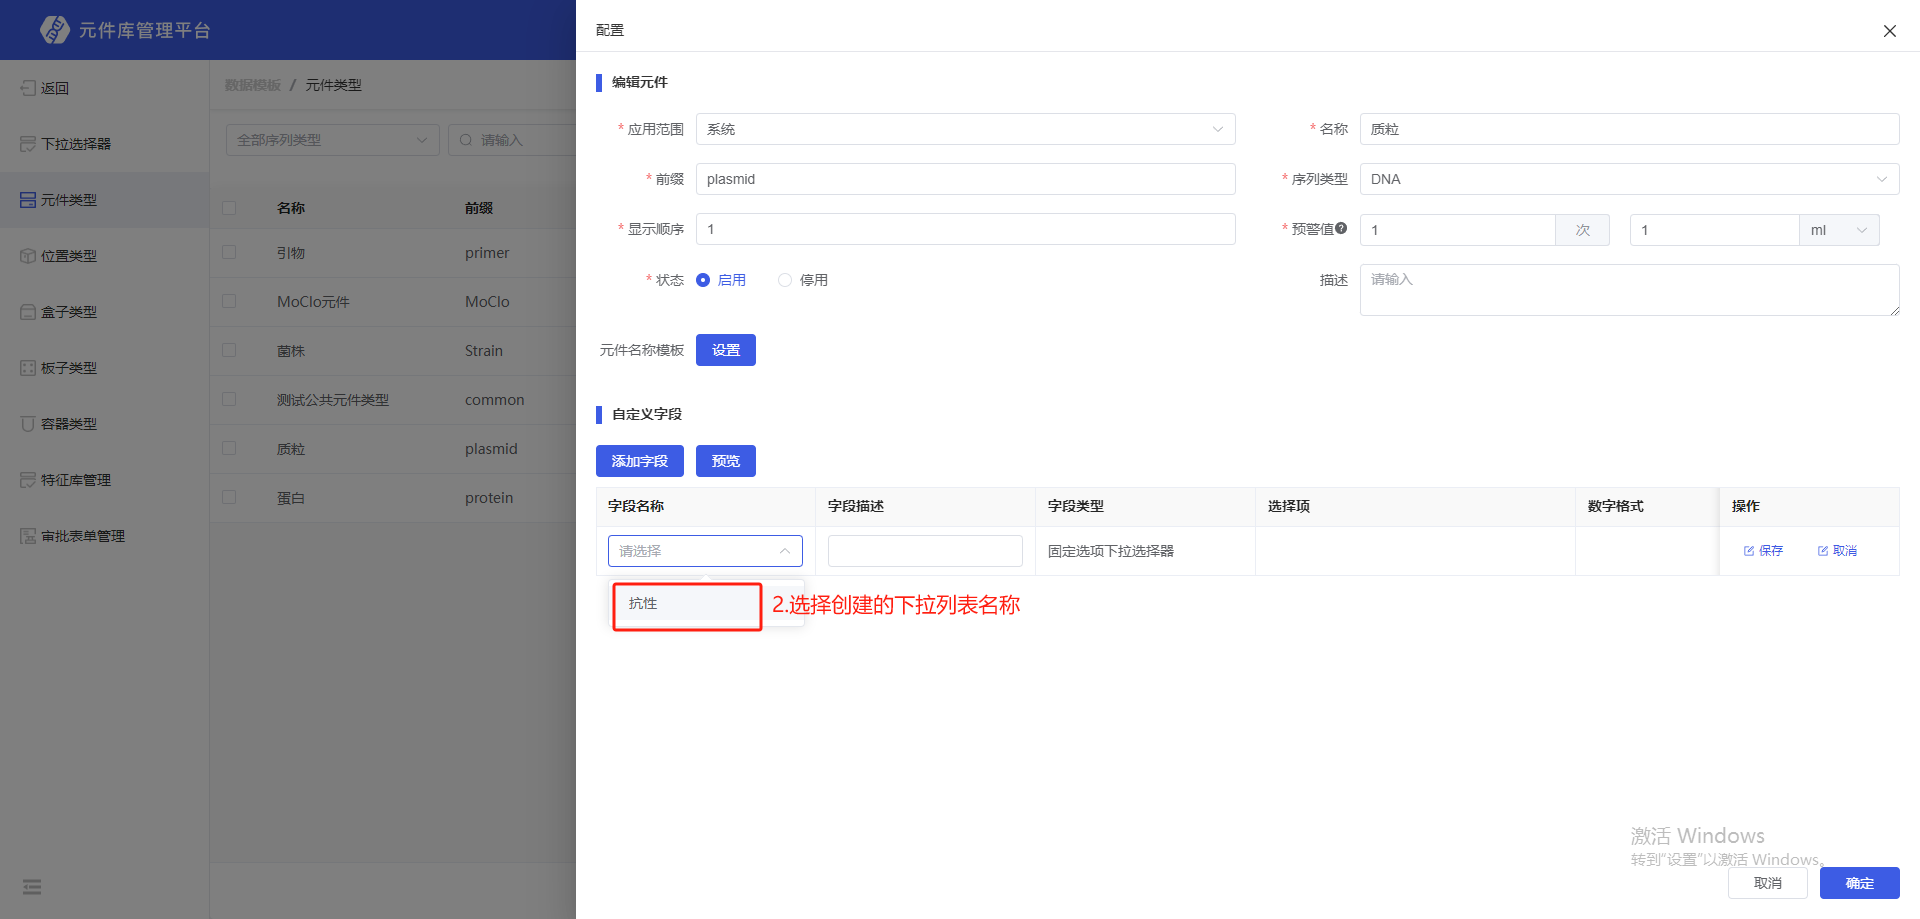 元件库管理平台
返回
下拉选择器
元件类型
位置类型
盒子类型
板子类型
容器类型
特征库管理
审批表单管理
数据模板 / 元件类型
全部序列类型
请输入
名称 前缀
引物 primer
MoClo元件 MoClo
菌株 Strain
测试公共元件类型 common
质粒 plasmid
蛋白 protein
配置
编辑元件
* 应用范围 系统
* 名称 质粒
* 前缀 plasmid
* 序列类型 DNA
* 显示顺序 1
* 预警值 1 次 1 ml
* 状态 启用 停用
描述 请输入
元件名称模板 设置
自定义字段
添加字段 预览
字段名称 字段描述 字段类型 选择项 数字格式 操作
请选择 固定选项下拉选择器 保存 取消
抗性
2.选择创建的下拉列表名称
激活 Windows
转到“设置”以激活 Windows。
取消 确定